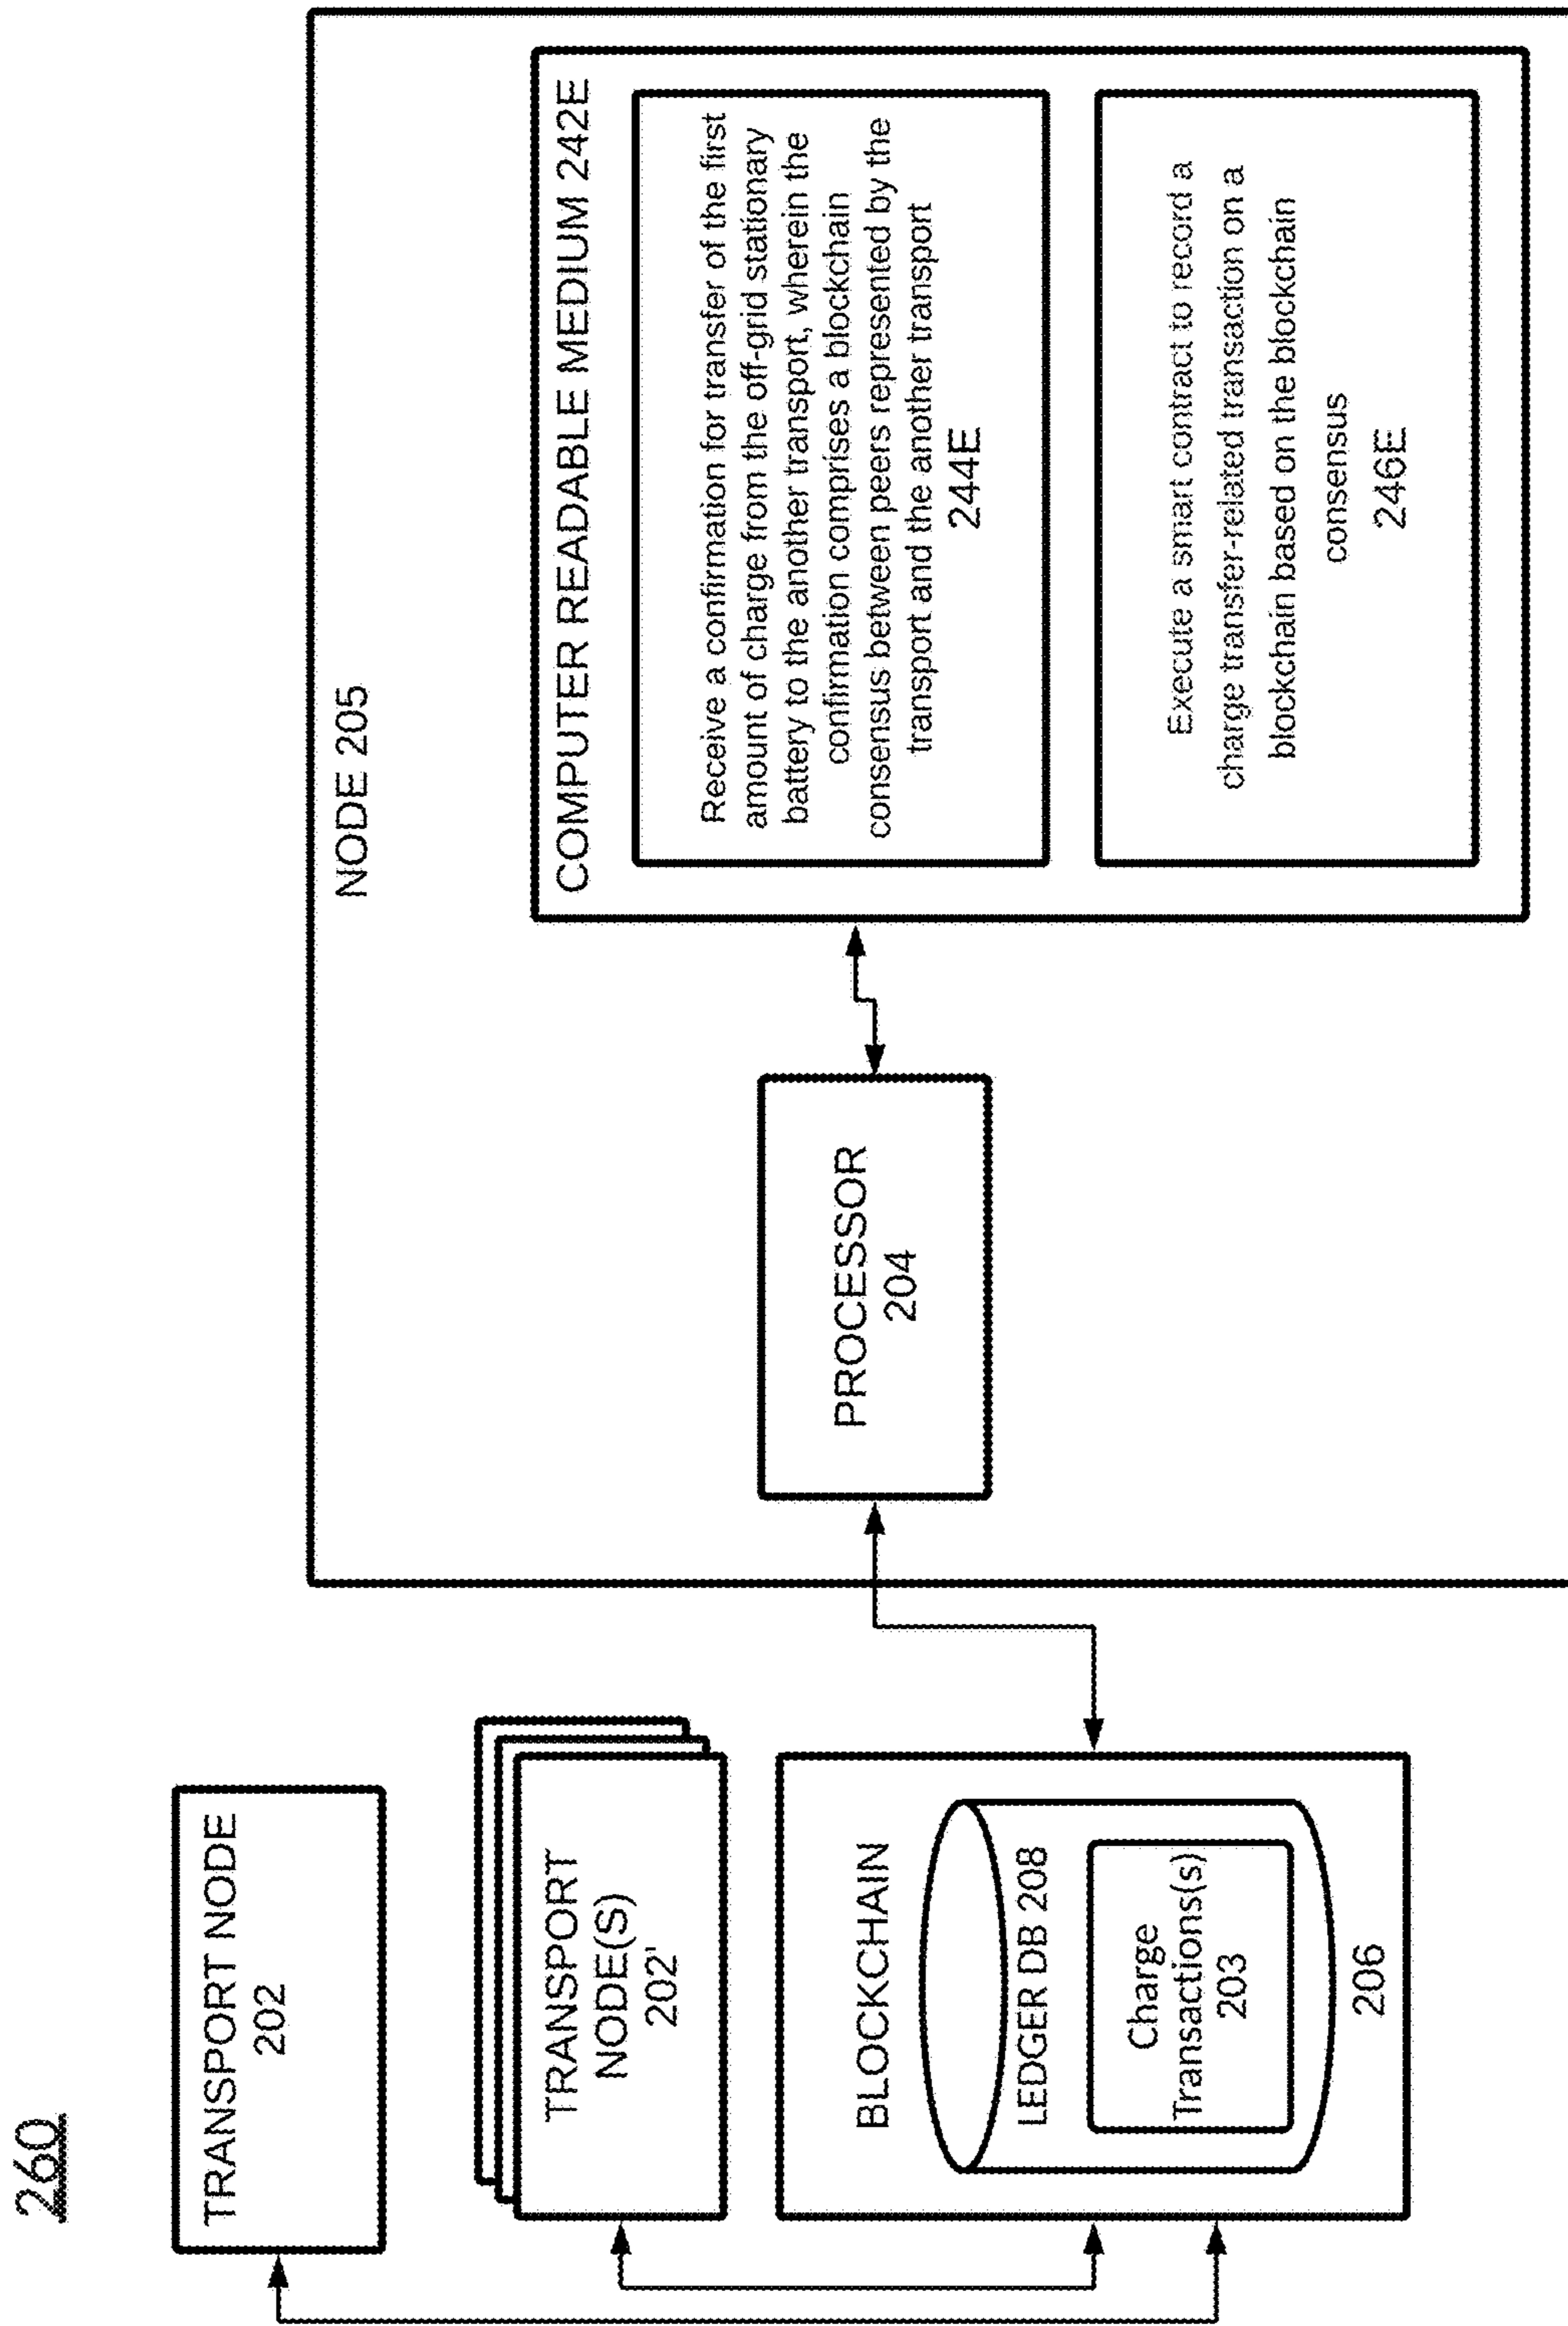 260
TRANSPORT NODE
202
TRANSPORT
NODE(S)
202'
BLOCKCHAIN
LEDGER DB 208
Charge
Transactions(s)
203
206
NODE 205
PROCESSOR
204
COMPUTER READABLE MEDIUM 242E
Receive a confirmation for transfer of the first
amount of charge from the off-grid stationary
battery to the another transport, wherein the
confirmation comprises a blockchain
consensus between peers represented by the
transport and the another transport
244E
Execute a smart contract to record a
charge transfer-related transaction on a
blockchain based on the blockchain
consensus
246E